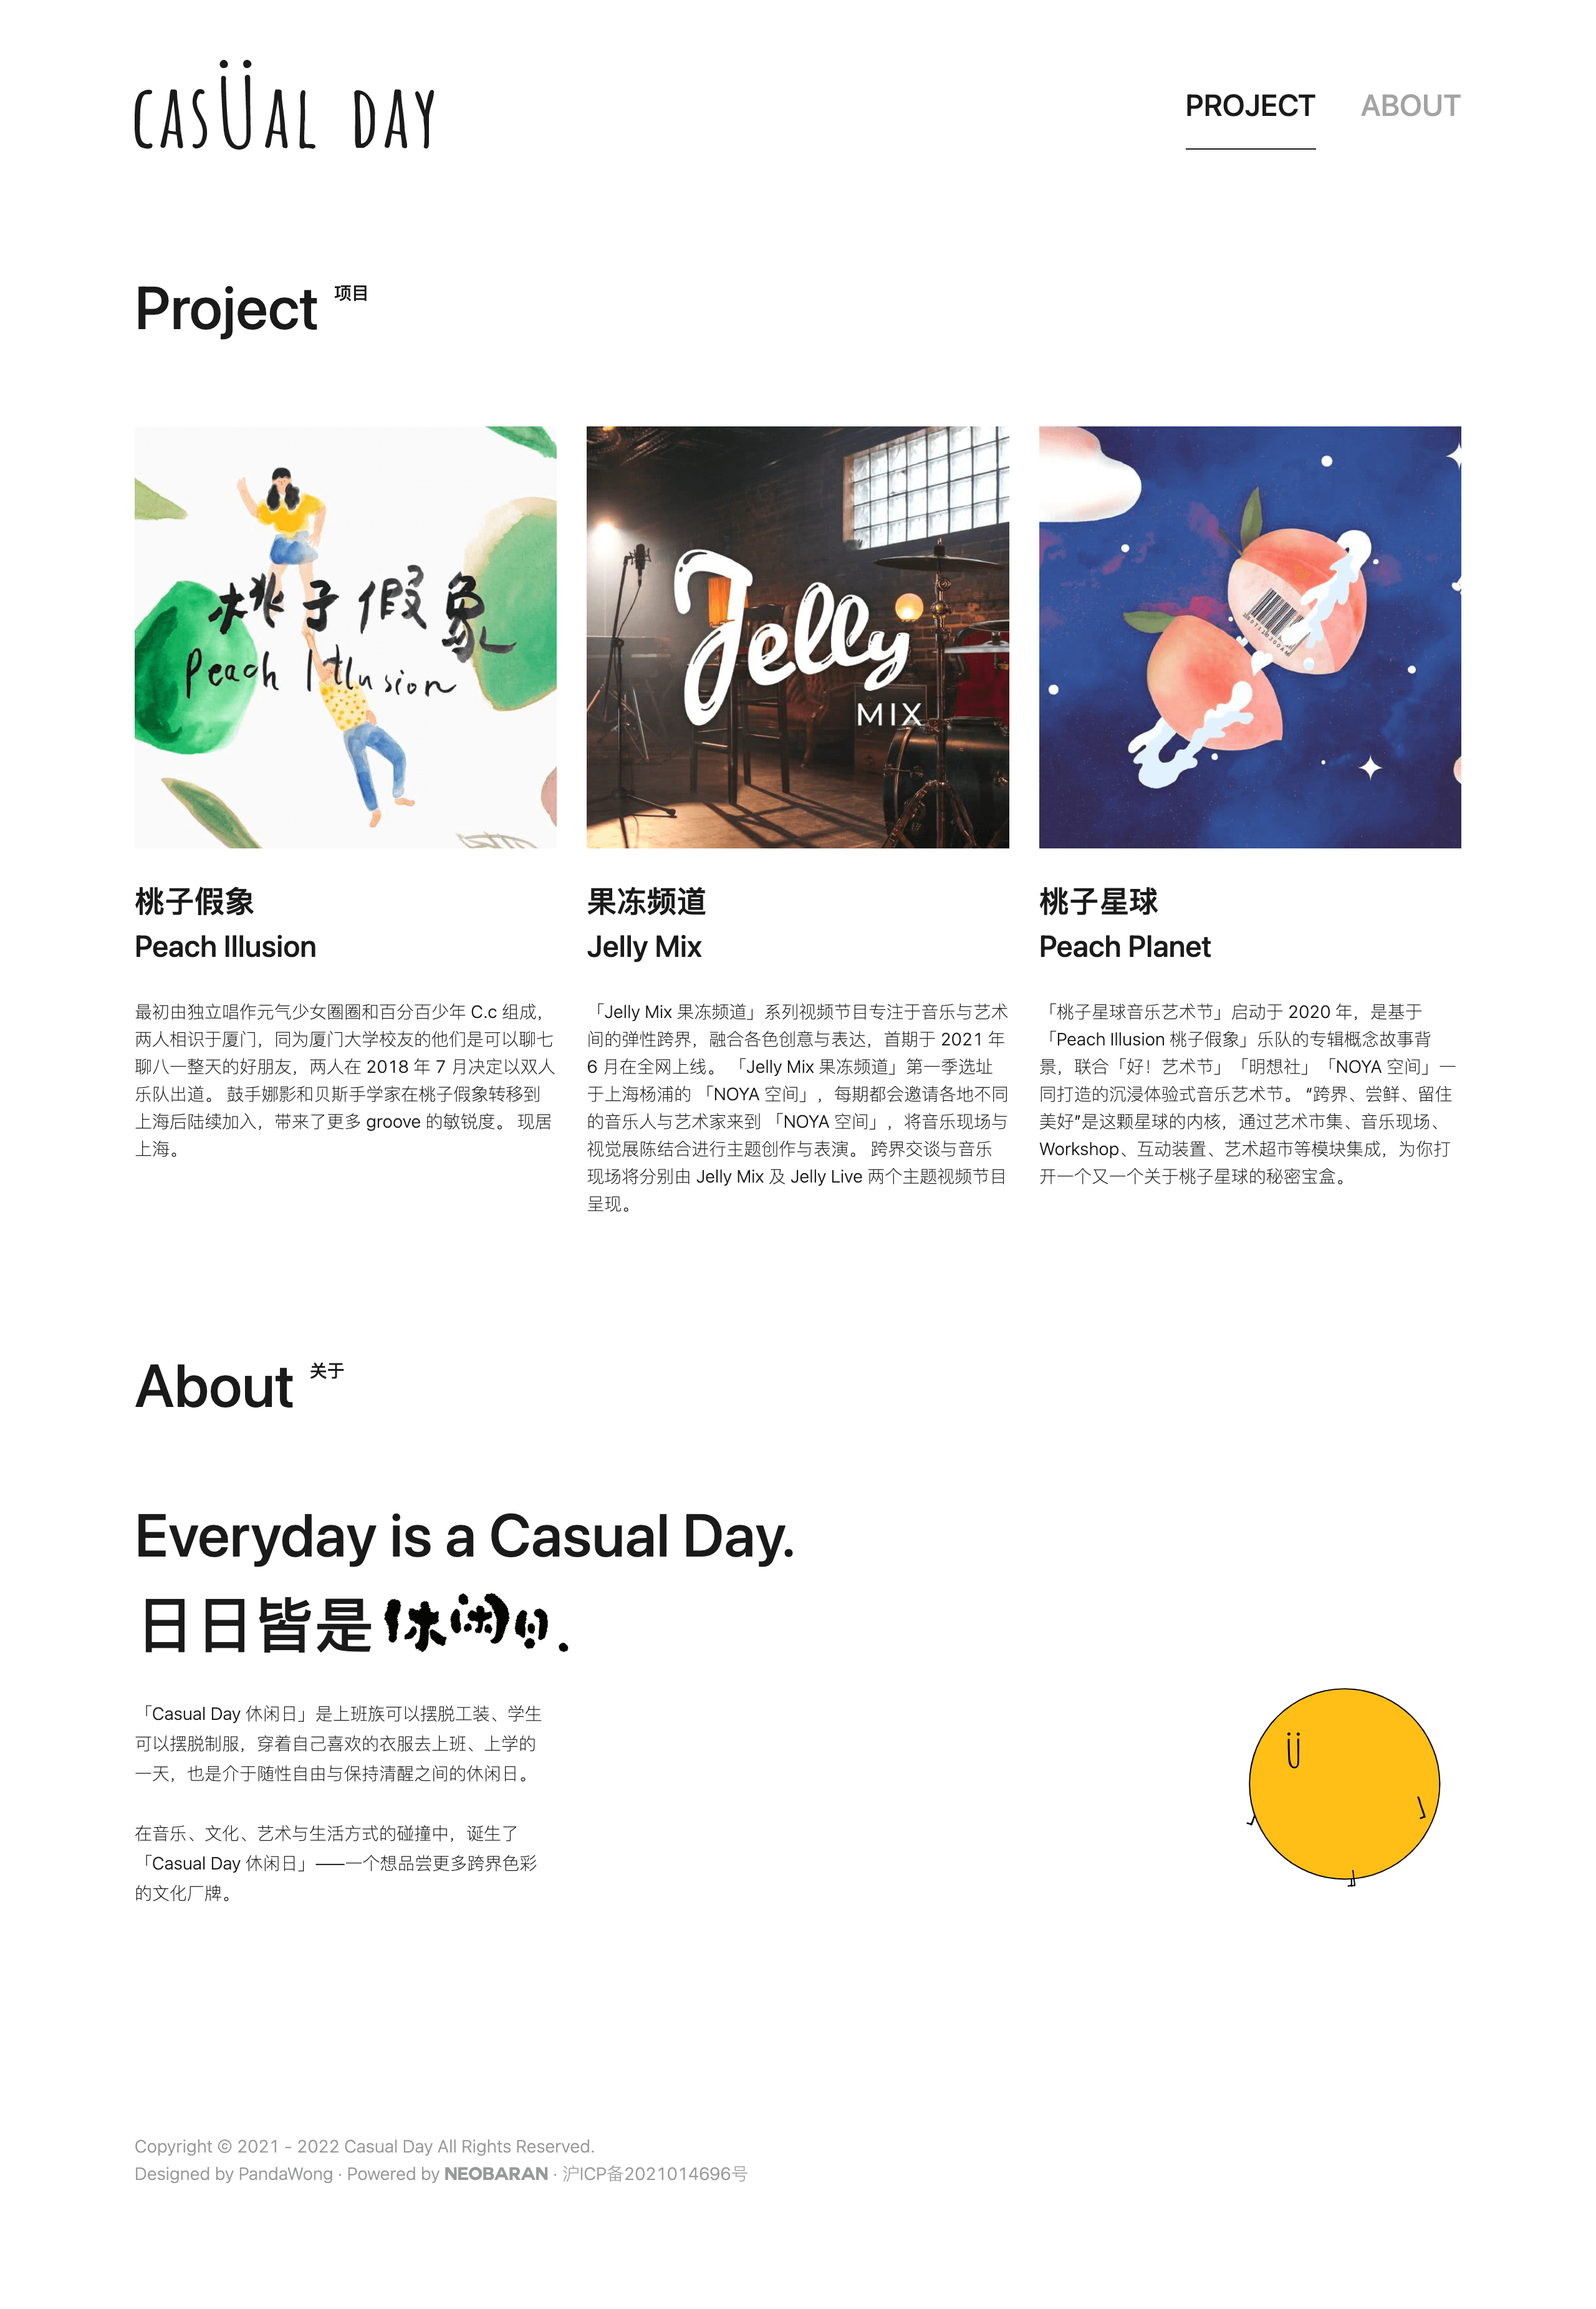 CASÜAL DAY
PROJECT
ABOUT
Project 项目
桃子假象
Peach Illusion
Jelly
MIX
桃子假象
Peach Illusion
最初由独立唱作元气少女圈圈和百分百少年 C.c 组成，
两人相识于厦门，同为厦门大学校友的他们是可以聊七
聊八一整天的好朋友，两人在 2018 年 7 月决定以双人
乐队出道。 鼓手娜影和贝斯手学家在桃子假象转移到
上海后陆续加入，带来了更多 groove 的敏锐度。 现居
上海。
果冻频道
Jelly Mix
「Jelly Mix 果冻频道」系列视频节目专注于音乐与艺术
间的弹性跨界，融合各色创意与表达，首期于 2021 年
6 月在全网上线。 「Jelly Mix 果冻频道」第一季选址
于上海杨浦的 「NOYA 空间」，每期都会邀请各地不同
的音乐人与艺术家来到 「NOYA 空间」，将音乐现场与
视觉展陈结合进行主题创作与表演。 跨界交谈与音乐
现场将分别由 Jelly Mix 及 Jelly Live 两个主题视频节目
呈现。
桃子星球
Peach Planet
「桃子星球音乐艺术节」启动于 2020 年，是基于
「Peach Illusion 桃子假象」乐队的专辑概念故事背
景，联合「好！艺术节」「明想社」「NOYA 空间」一
同打造的沉浸体验式音乐艺术节。 “跨界、尝鲜、留住
美好”是这颗星球的内核，通过艺术市集、音乐现场、
Workshop、互动装置、艺术超市等模块集成，为你打
开一个又一个关于桃子星球的秘密宝盒。
About 关于
Everyday is a Casual Day.
日日皆是休闲日.
「Casual Day 休闲日」是上班族可以摆脱工装、学生
可以摆脱制服，穿着自己喜欢的衣服去上班、上学的
一天，也是介于随性自由与保持清醒之间的休闲日。
在音乐、文化、艺术与生活方式的碰撞中，诞生了
「Casual Day 休闲日」——一个想品尝更多跨界色彩
的文化厂牌。
Ü
Copyright © 2021 - 2022 Casual Day All Rights Reserved.
Designed by PandaWong · Powered by NEOBARAN · 沪ICP备2021014696号